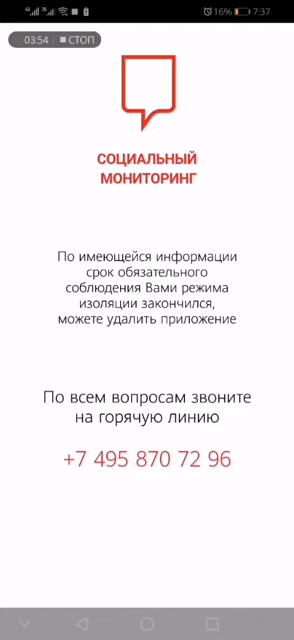 16% 7:37
03:54 СТОП
СОЦИАЛЬНЫЙ
МОНИТОРИНГ
По имеющейся информации
срок обязательного
соблюдения Вами режима
изоляции закончился,
можете удалить приложение
По всем вопросам звоните
на горячую линию
+7 495 870 72 96